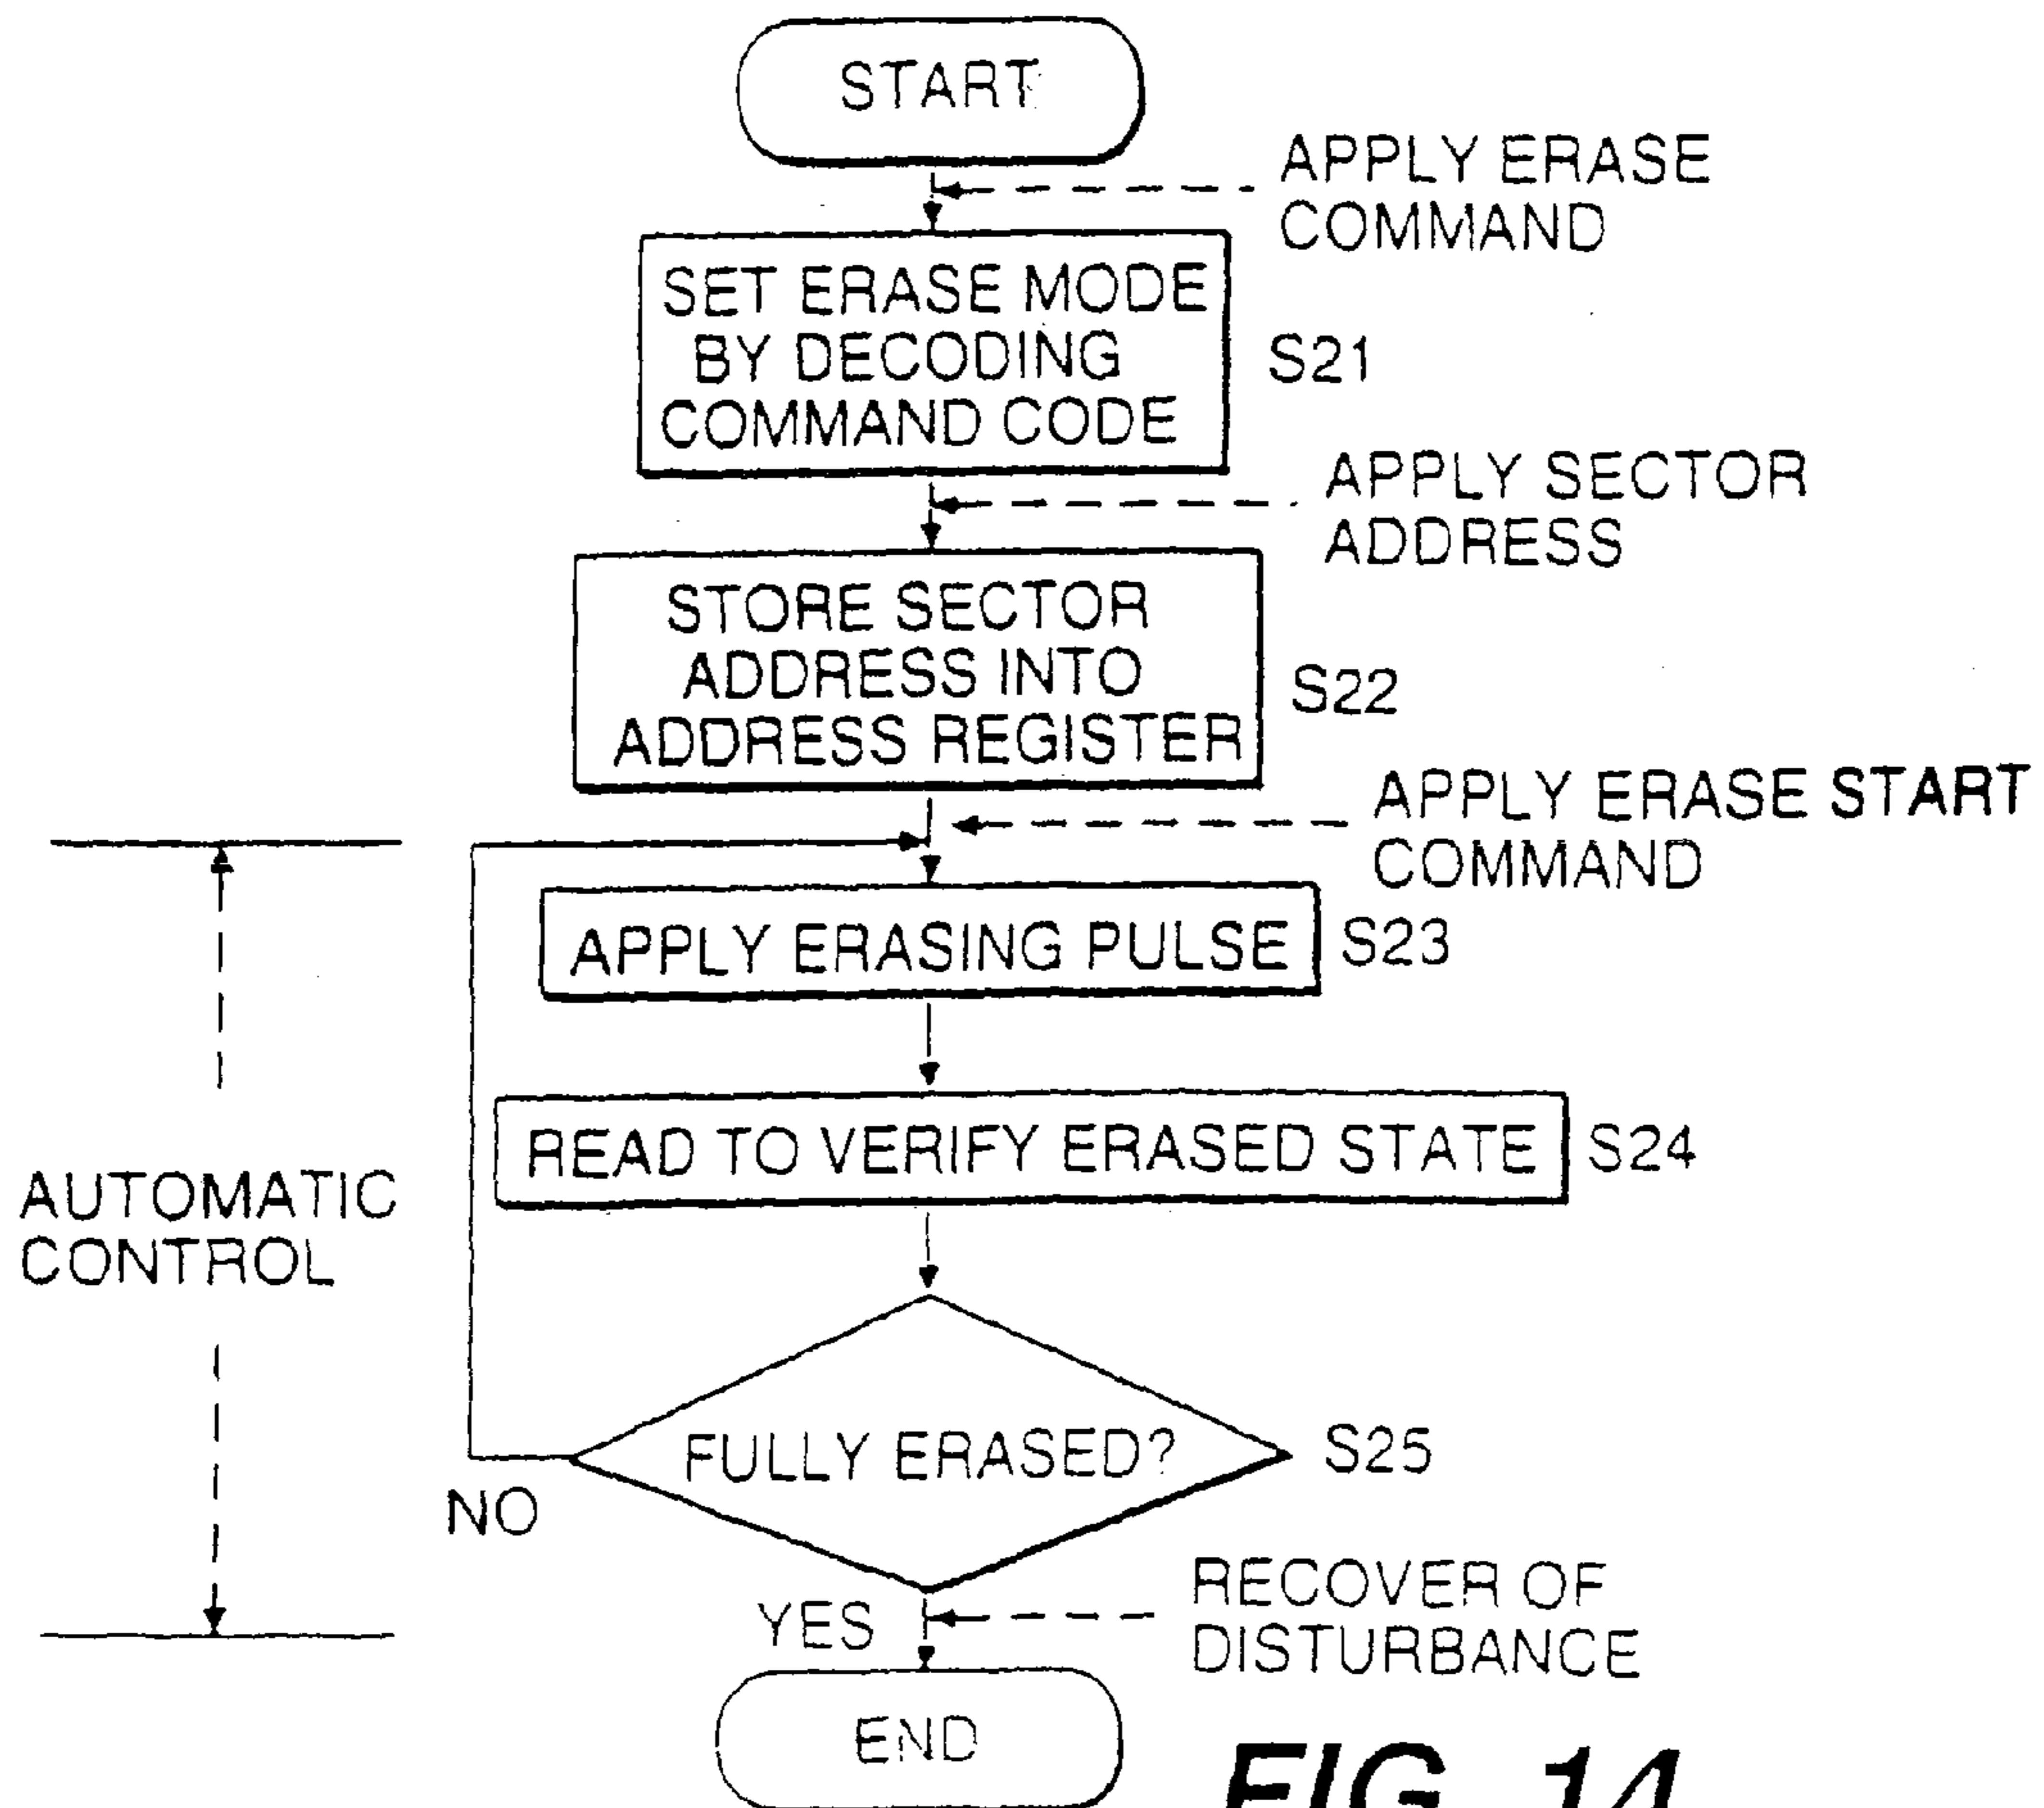 START
APPLY ERASE
COMMAND
SET ERASE MODE
BY DECODING
COMMAND CODE
S21
APPLY SECTOR
ADDRESS
STORE SECTOR
ADDRESS INTO
ADDRESS REGISTER
S22
APPLY ERASE START
COMMAND
APPLY ERASING PULSE
S23
READ TO VERIFY ERASED STATE
S24
AUTOMATIC
CONTROL
FULLY ERASED?
S25
NO
YES
RECOVER OF
DISTURBANCE
END
FIG. 14